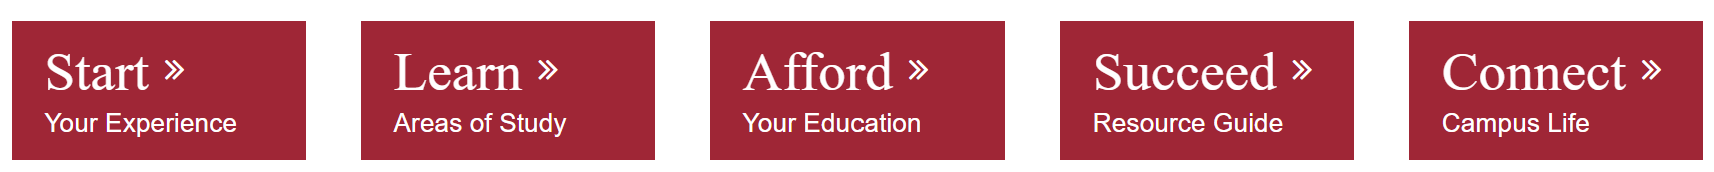 Start »
Your Experience
Learn »
Areas of Study
Afford »
Your Education
Succeed »
Resource Guide
Connect »
Campus Life